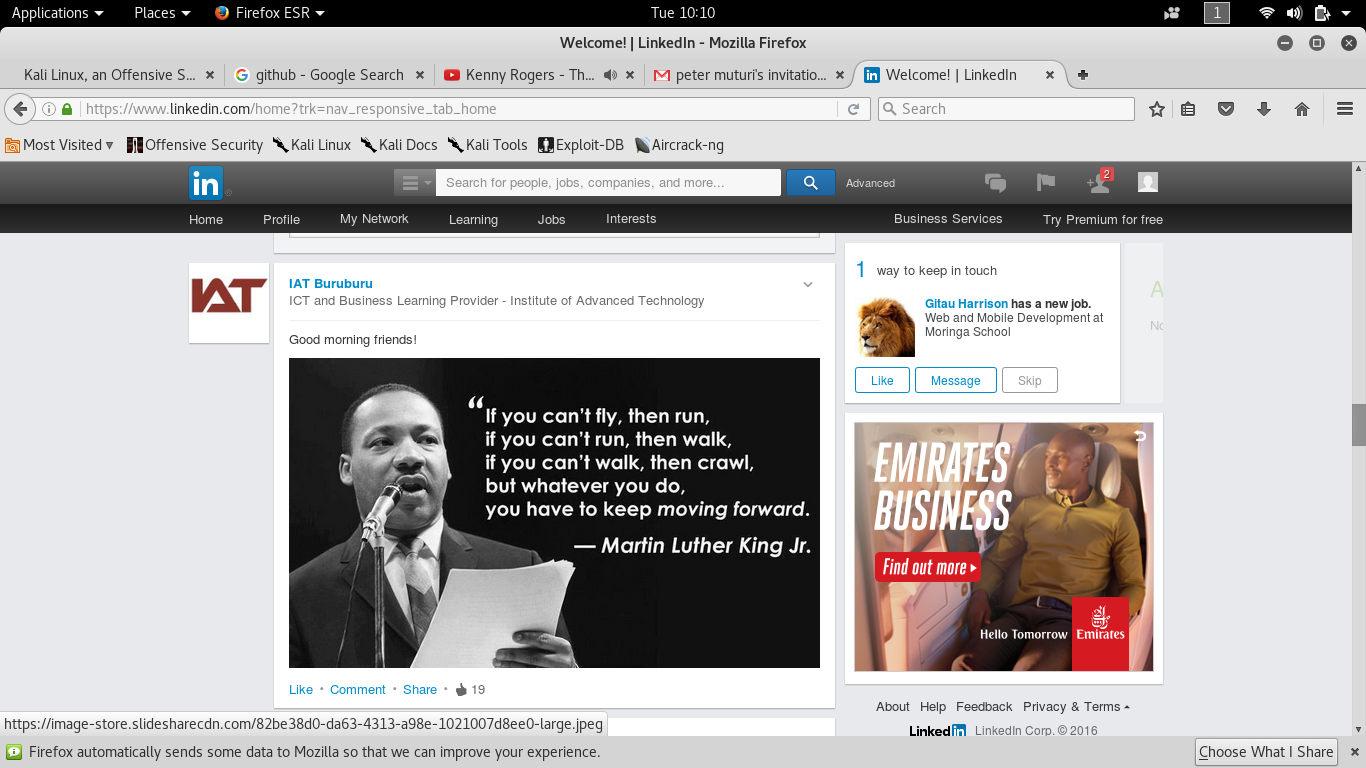 Applications
Places
Firefox ESR
Tue 10:10
1
Welcome! | LinkedIn - Mozilla Firefox
Kali Linux, an Offensive S...
github - Google Search
Kenny Rogers - Th...
peter muturi's invitatio...
Welcome! | LinkedIn
https://www.linkedin.com/home?trk=nav_responsive_tab_home
Search
Most Visited
Offensive Security
Kali Linux
Kali Docs
Kali Tools
Exploit-DB
Aircrack-ng
in
Search for people, jobs, companies, and more...
Advanced
2
Home
Profile
My Network
Learning
Jobs
Interests
Business Services
Try Premium for free
IAT
IAT Buruburu
ICT and Business Learning Provider - Institute of Advanced Technology
Good morning friends!
“If you can’t fly, then run,
if you can’t run, then walk,
if you can’t walk, then crawl,
but whatever you do,
you have to keep moving forward.
— Martin Luther King Jr.
Like • Comment • Share • 19
1 way to keep in touch
Gitau Harrison has a new job.
Web and Mobile Development at
Moringa School
Like
Message
Skip
A
No
EMIRATES
BUSINESS
Find out more
Hello Tomorrow
Emirates
About
Help
Feedback
Privacy & Terms
Linked in
LinkedIn Corp. © 2016
https://image-store.slidesharecdn.com/82be38d0-da63-4313-a98e-1021007d8ee0-large.jpeg
Firefox automatically sends some data to Mozilla so that we can improve your experience.
Choose What I Share